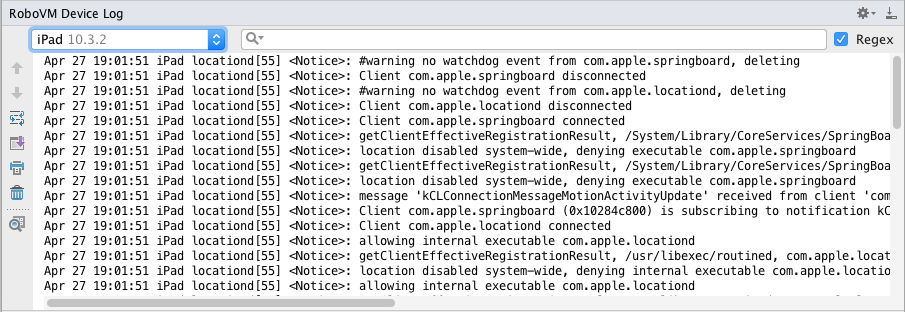 RoboVM Device Log
iPad 10.3.2
Regex
Apr 27 19:01:51 iPad locationd[55] <Notice>: #warning no watchdog event from com.apple.springboard, deleting
Apr 27 19:01:51 iPad locationd[55] <Notice>: Client com.apple.springboard disconnected
Apr 27 19:01:51 iPad locationd[55] <Notice>: #warning no watchdog event from com.apple.locationd, deleting
Apr 27 19:01:51 iPad locationd[55] <Notice>: Client com.apple.locationd disconnected
Apr 27 19:01:51 iPad locationd[55] <Notice>: Client com.apple.springboard connected
Apr 27 19:01:51 iPad locationd[55] <Notice>: getClientEffectiveRegistrationResult, /System/Library/CoreServices/SpringBoa
Apr 27 19:01:51 iPad locationd[55] <Notice>: location disabled system-wide, denying executable com.apple.springboard
Apr 27 19:01:51 iPad locationd[55] <Notice>: getClientEffectiveRegistrationResult, /System/Library/CoreServices/SpringBoa
Apr 27 19:01:51 iPad locationd[55] <Notice>: location disabled system-wide, denying executable com.apple.springboard
Apr 27 19:01:51 iPad locationd[55] <Notice>: message 'kCLConnectionMessageMotionActivityUpdate' received from client 'com
Apr 27 19:01:51 iPad locationd[55] <Notice>: Client com.apple.springboard (0x10284c800) is subscribing to notification kC
Apr 27 19:01:51 iPad locationd[55] <Notice>: Client com.apple.locationd connected
Apr 27 19:01:51 iPad locationd[55] <Notice>: allowing internal executable com.apple.locationd
Apr 27 19:01:51 iPad locationd[55] <Notice>: getClientEffectiveRegistrationResult, /usr/libexec/routined, com.apple.locat
Apr 27 19:01:51 iPad locationd[55] <Notice>: location disabled system-wide, denying internal executable com.apple.locatio
Apr 27 19:01:51 iPad locationd[55] <Notice>: allowing internal executable com.apple.locationd